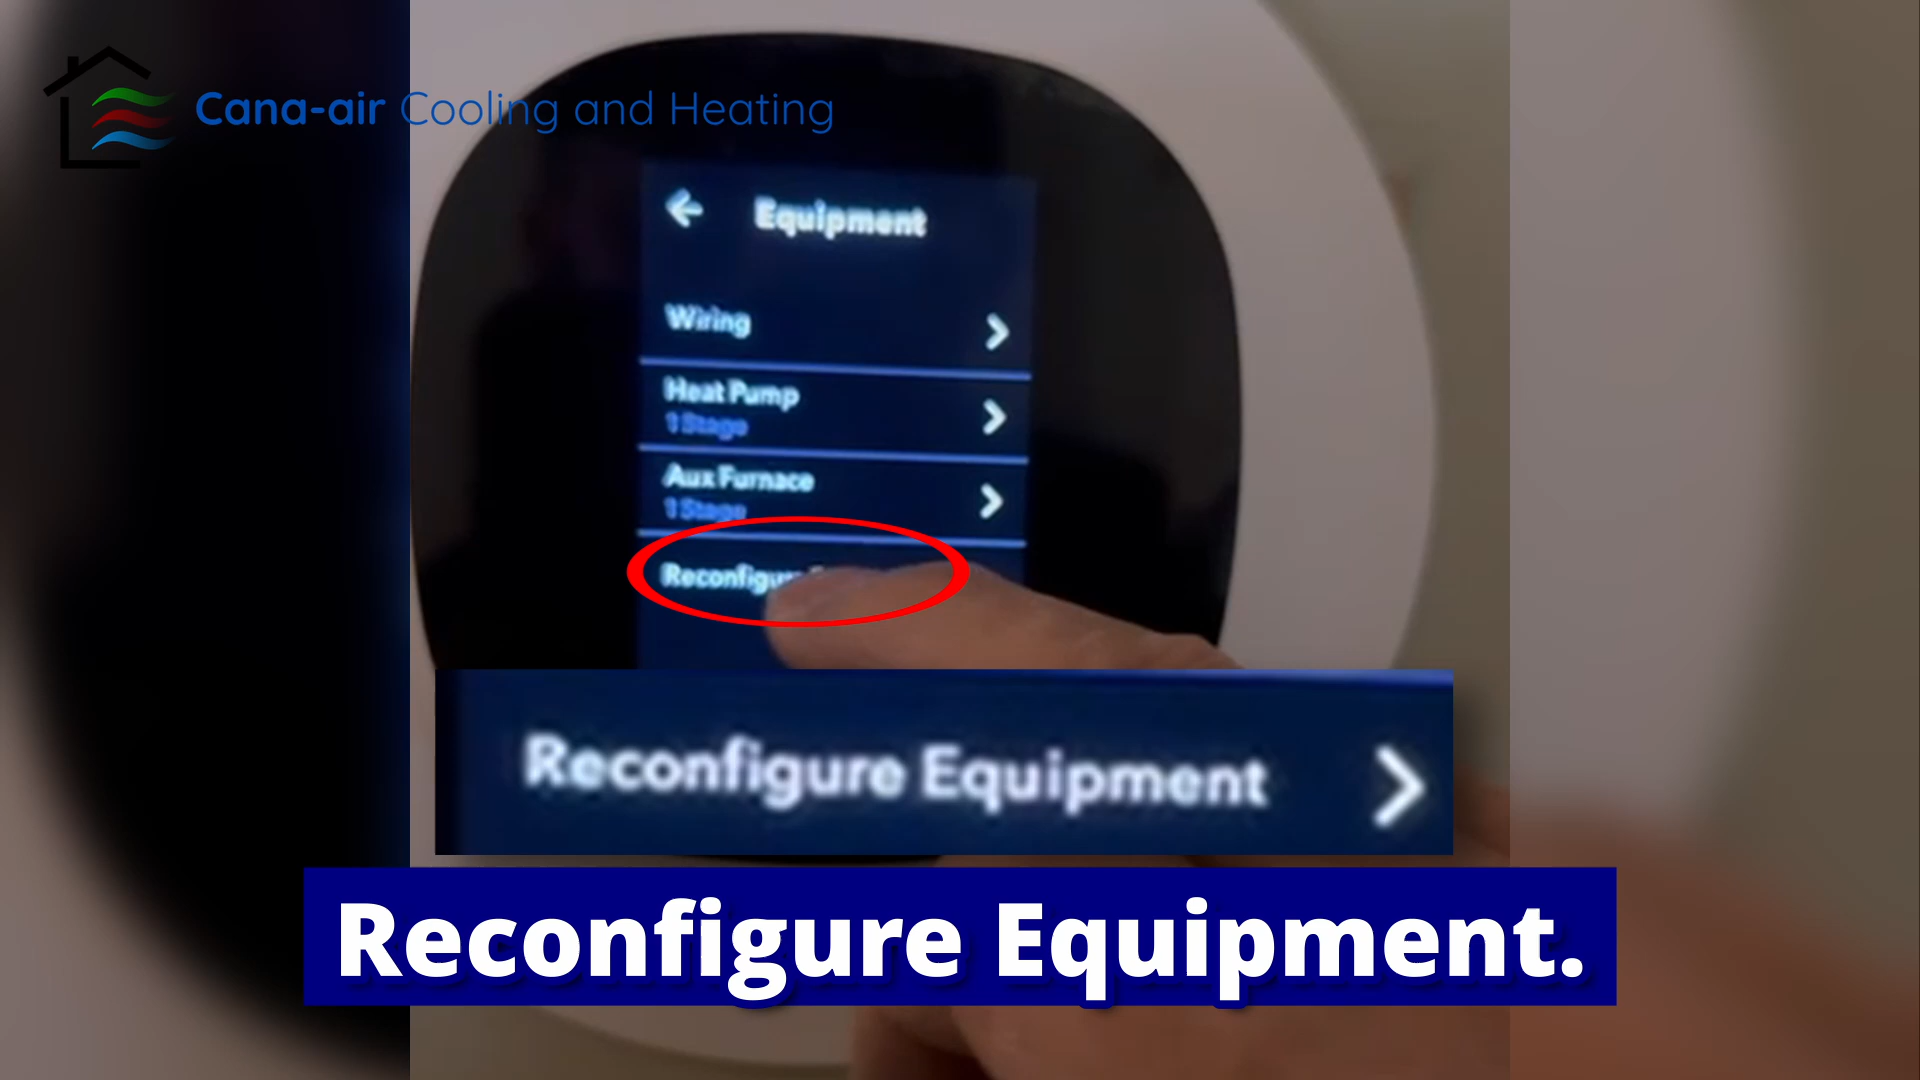 Cana-air Cooling and Heating
Equipment
Wiring
Heat Pump
1 Stage
Aux Furnace
1 Stage
Reconfigure Equipment
Reconfigure Equipment.